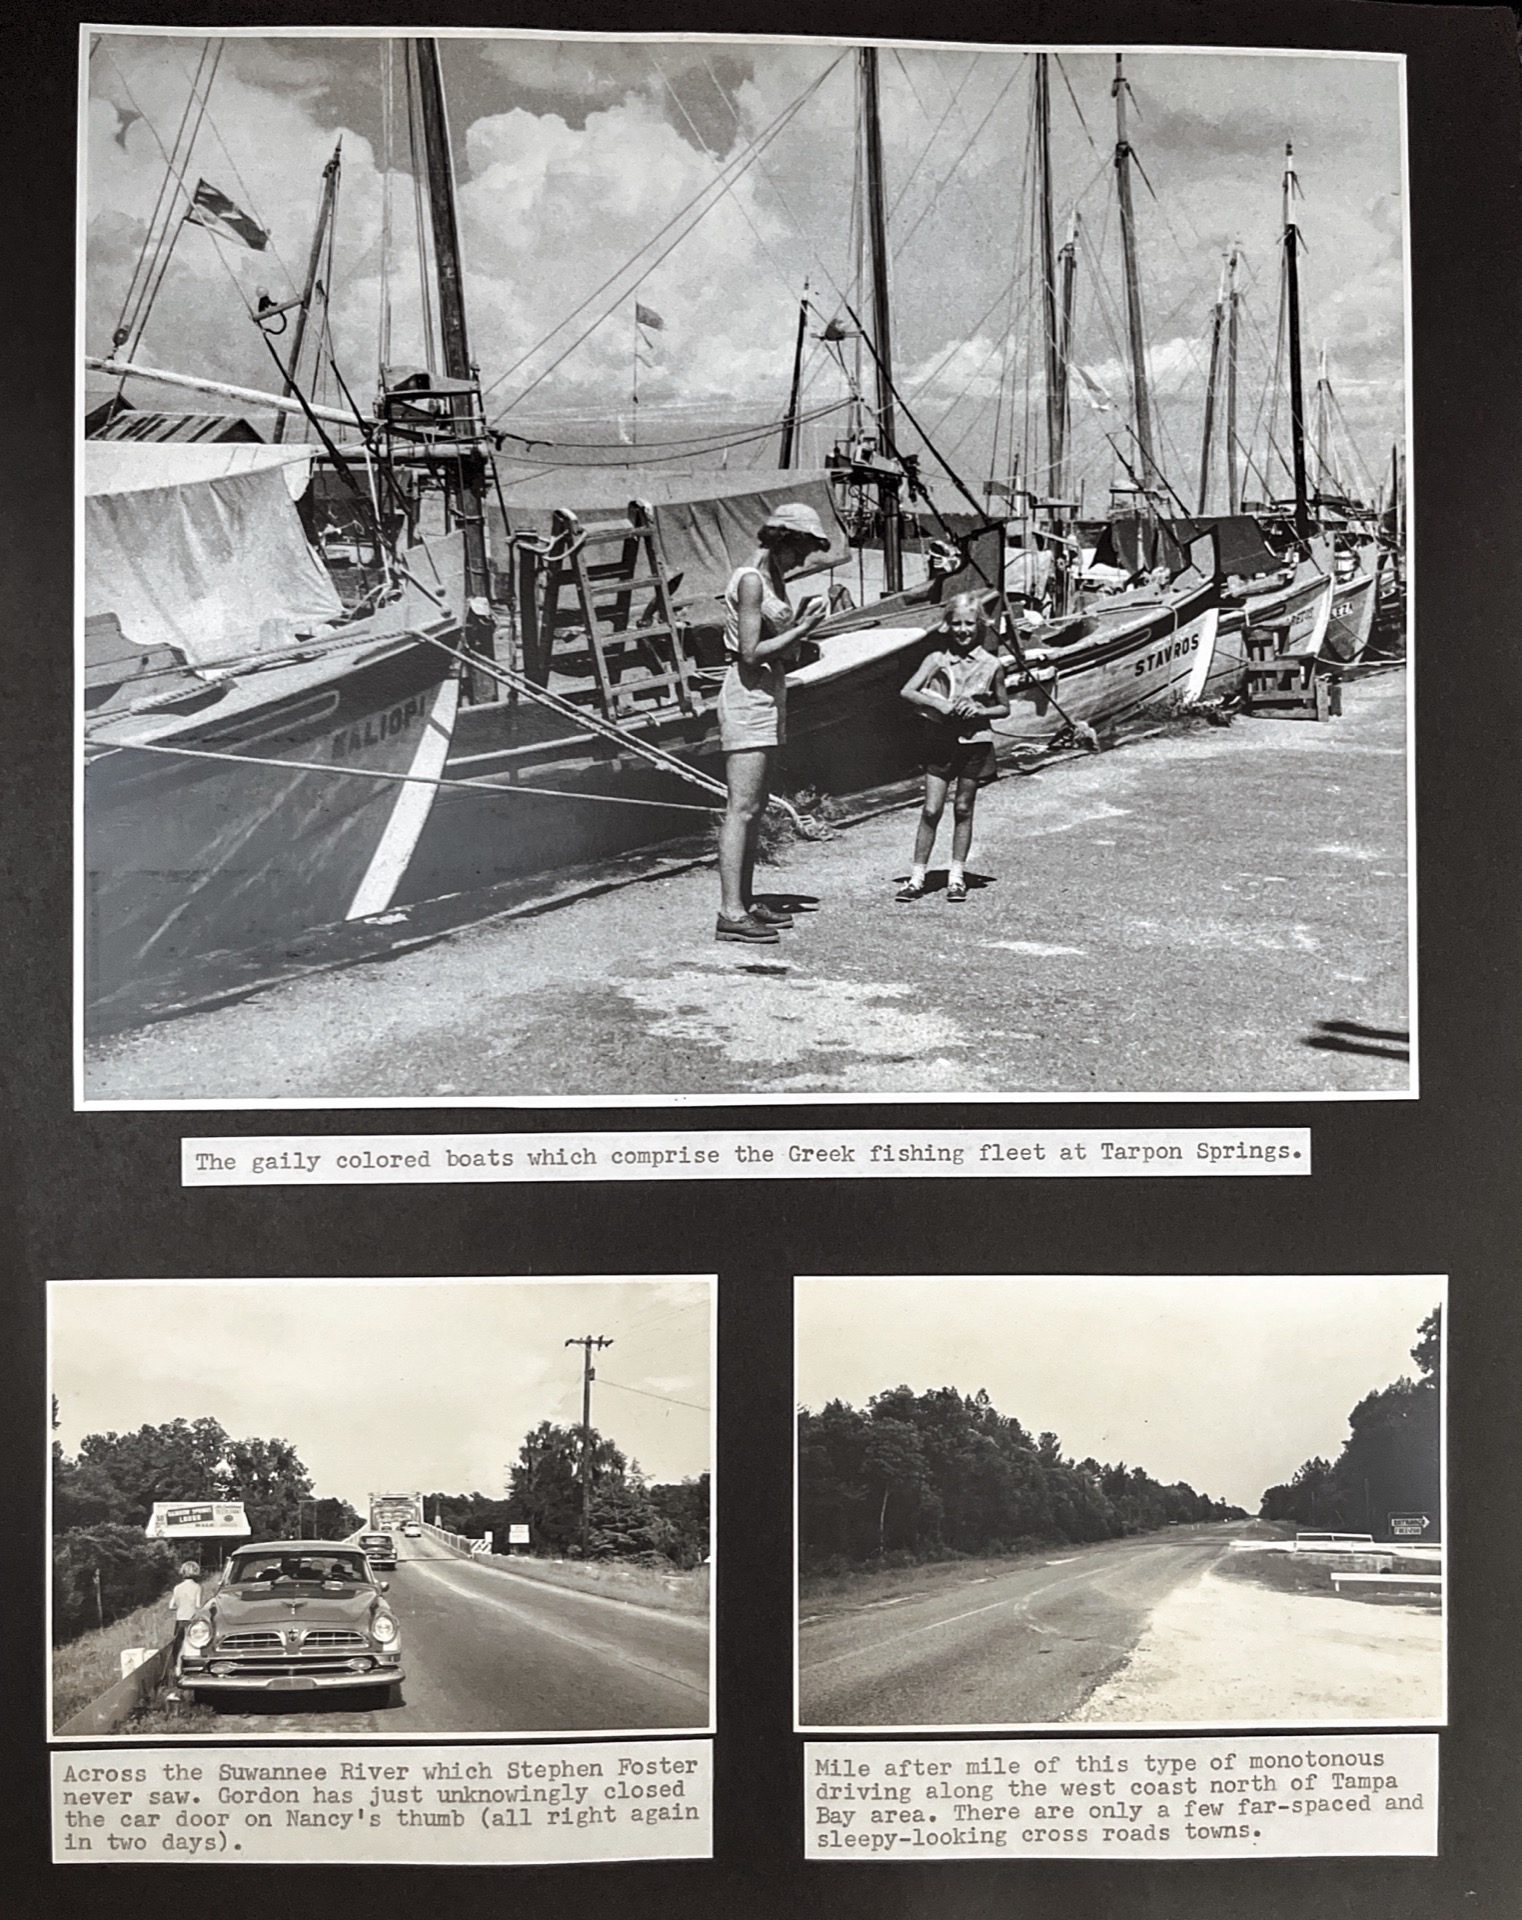 KALIOPI
STAVROS
The gaily colored boats which comprise the Greek fishing fleet at Tarpon Springs.
RAINBOW SPRINGS
LODGE
Across the Suwannee River which Stephen Foster
never saw. Gordon has just unknowingly closed
the car door on Nancy's thumb (all right again
in two days).
Mile after mile of this type of monotonous
driving along the west coast north of Tampa
Bay area. There are only a few far-spaced and
sleepy-looking cross roads towns.